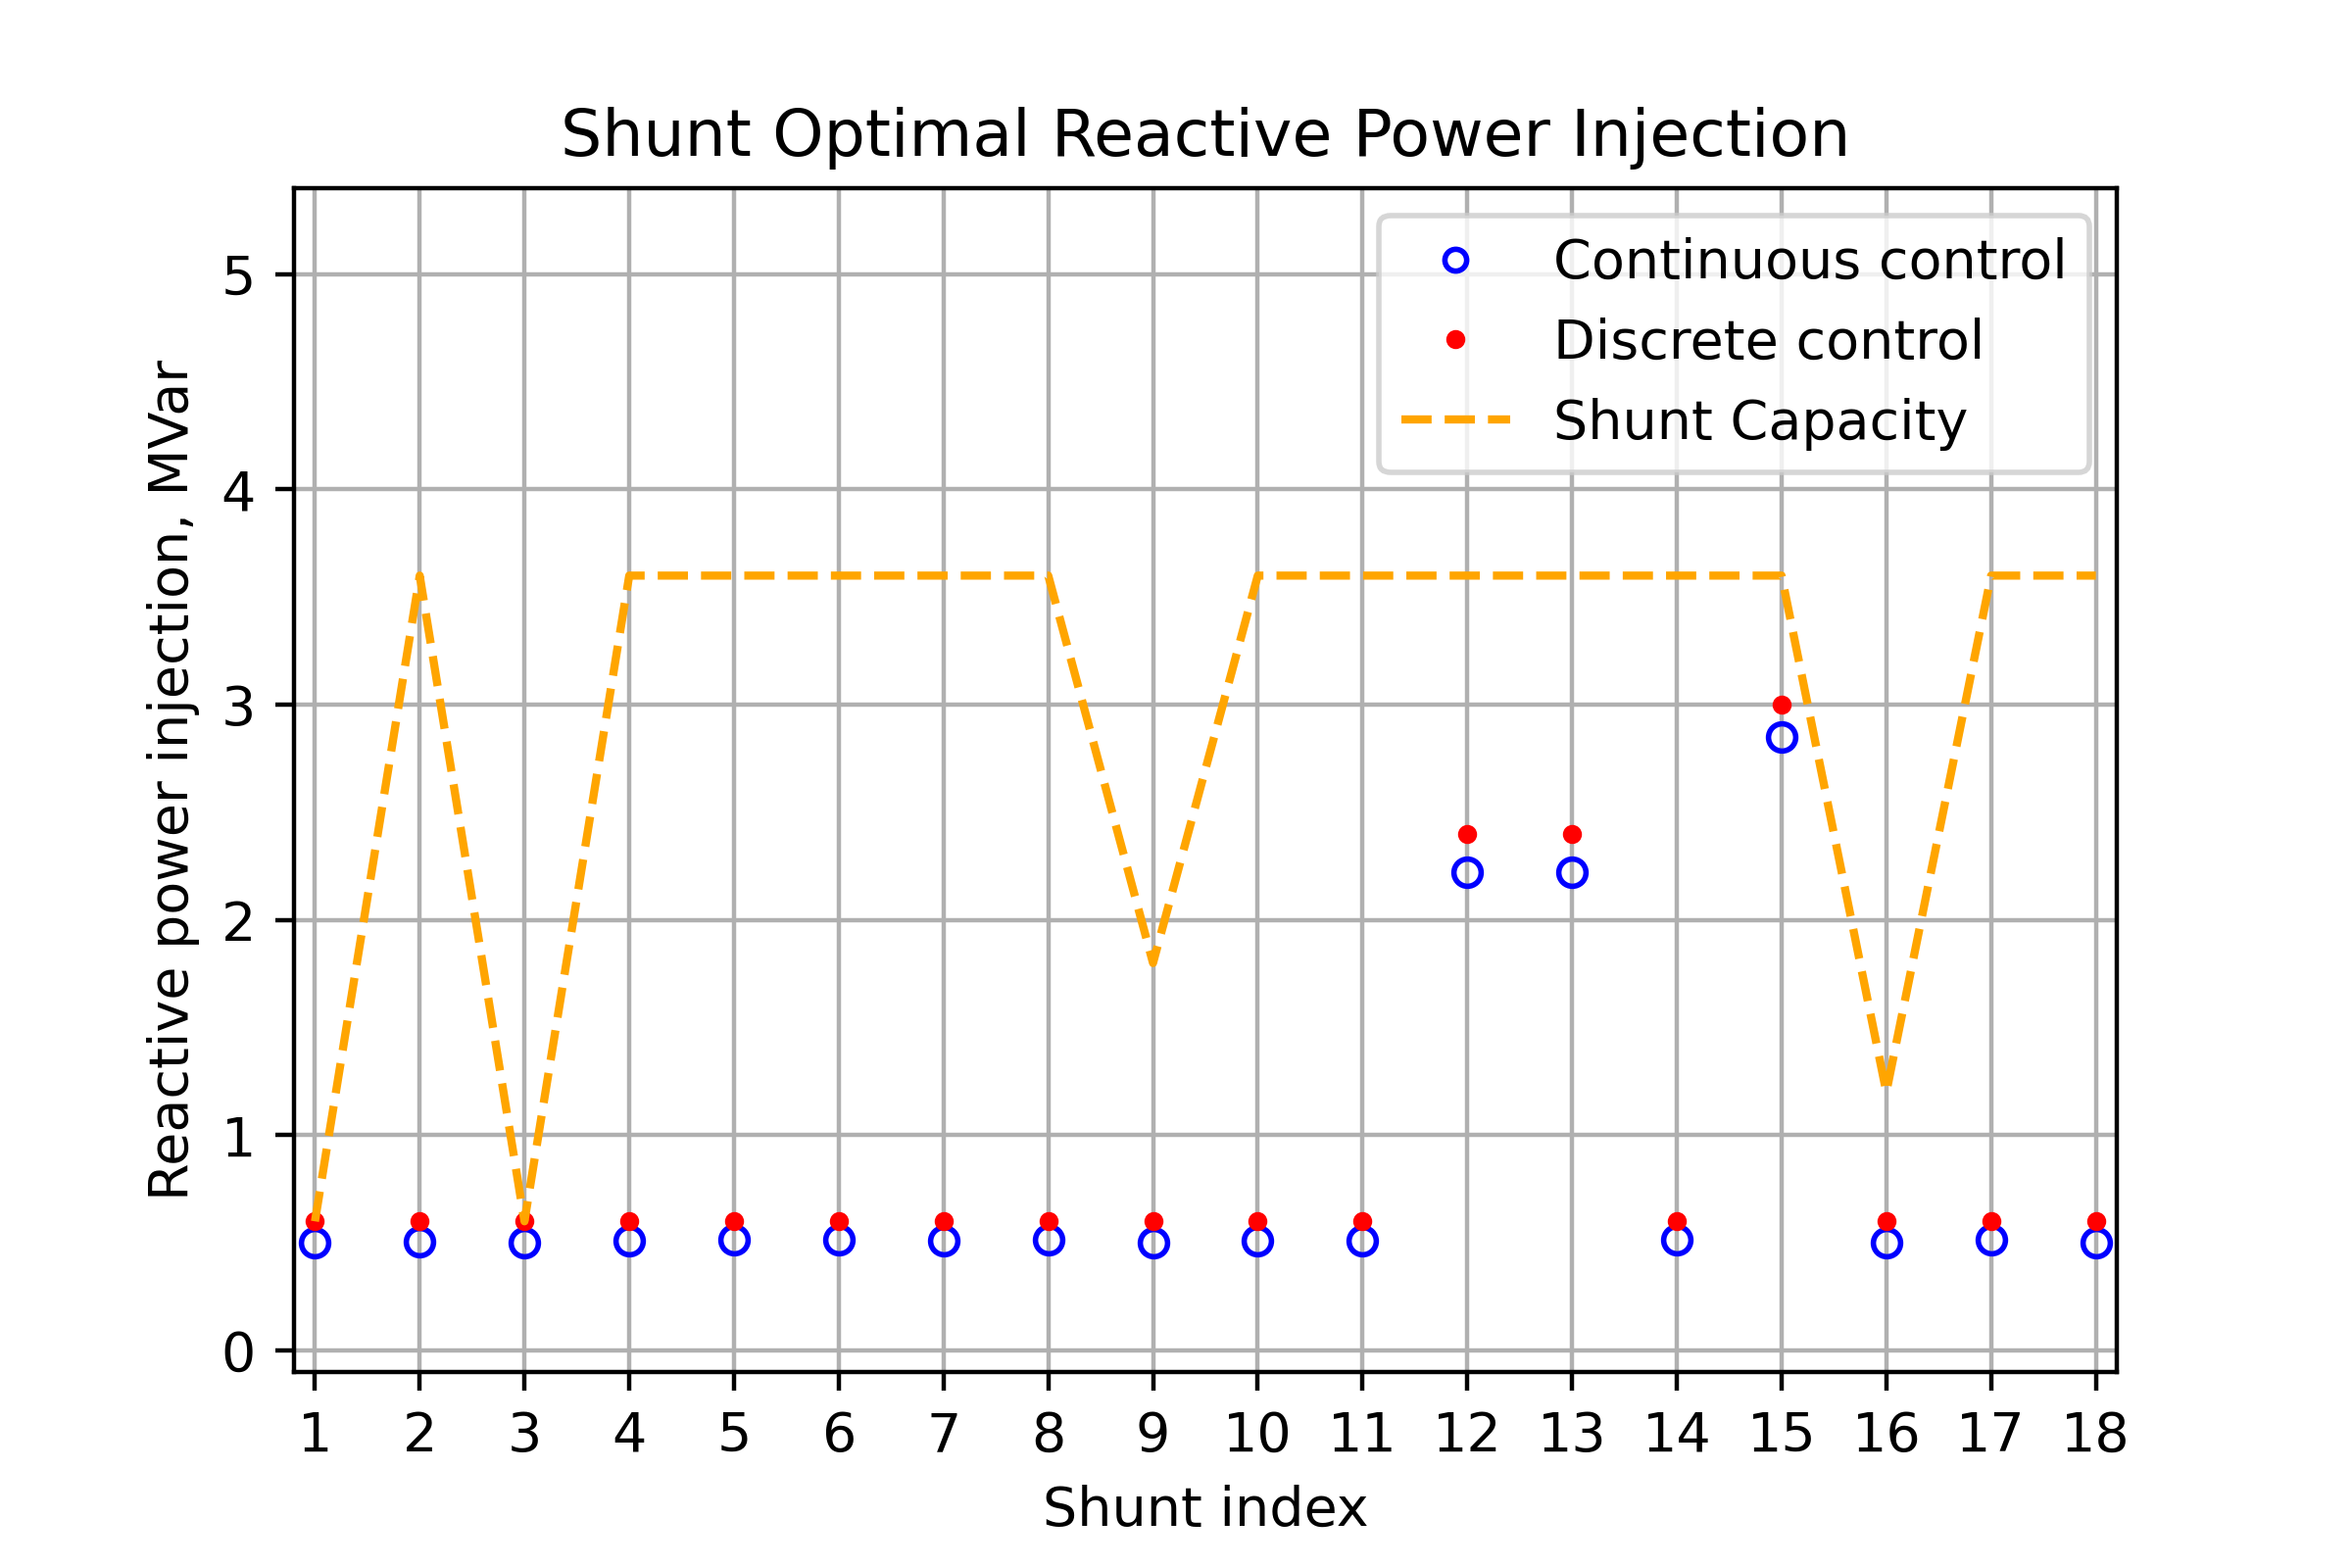 Shunt Optimal Reactive Power Injection
Continuous control
Discrete control
Shunt Capacity
Reactive power injection, MVar
5
4
3
2
1
0
1 2 3 4 5 6 7 8 9 10 11 12 13 14 15 16 17 18
Shunt index